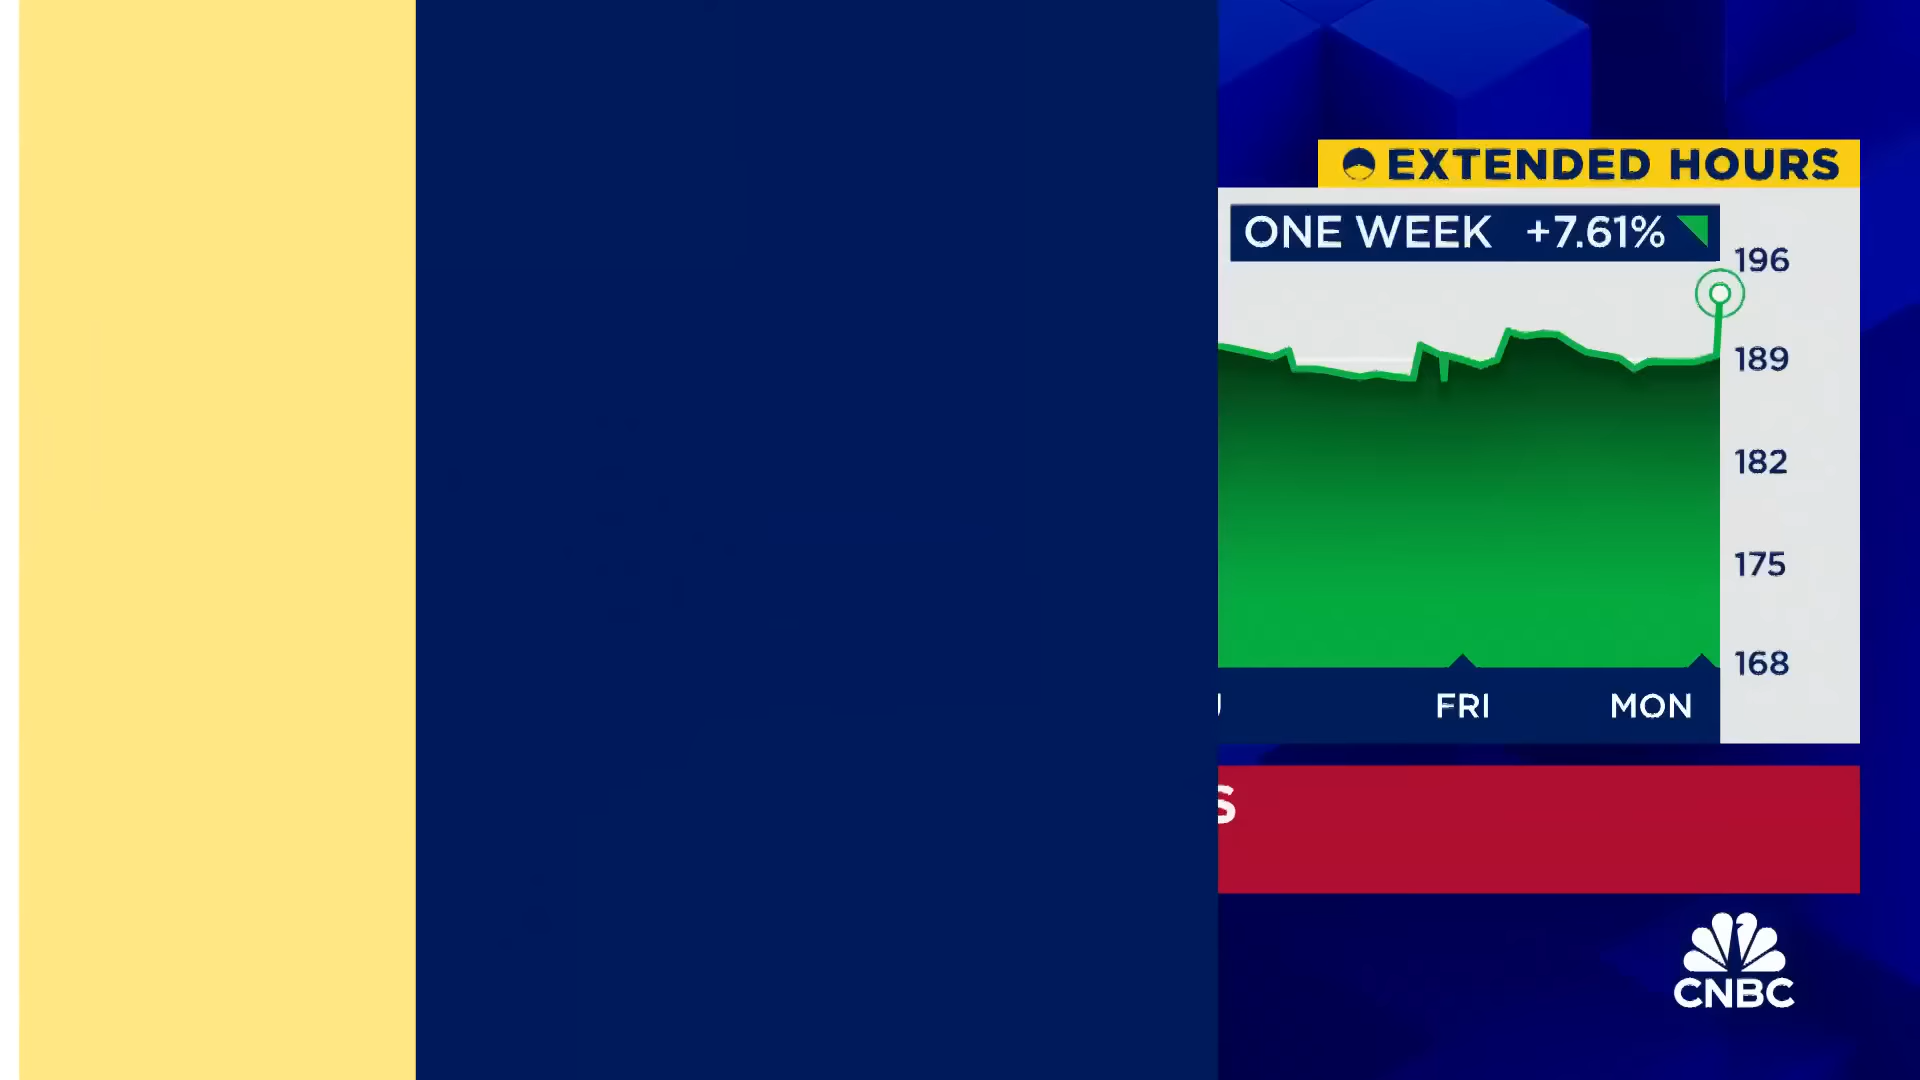 EXTENDED HOURS
ONE WEEK +7.61%
196
189
182
175
168
FRI MON
S
CNBC